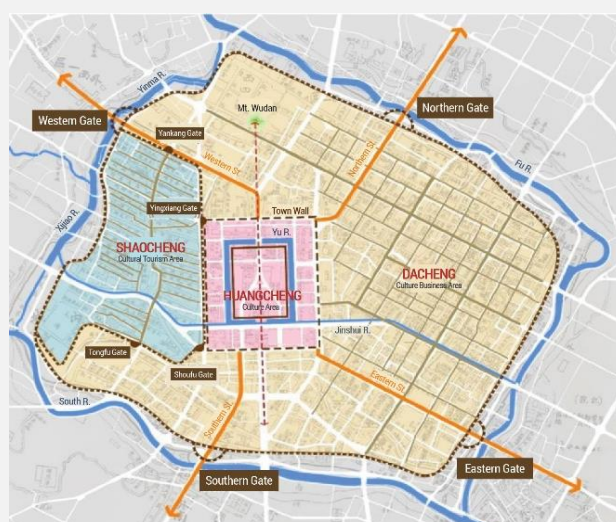 Mt. Wudan
Northern Gate
Yinma R.
Western Gate
Yankang Gate
Western St.
Northern St.
Fu R.
Yingxiang Gate
Town Wall
Xijiao R.
Yu R.
SHAOCHENG
Cultural Tourism Area
HUANGCHENG
Culture Area
DACHENG
Culture Business Area
Jinshui R.
Tongfu Gate
Shoufu Gate
South R.
Southern St.
Eastern St.
Southern Gate
Eastern Gate